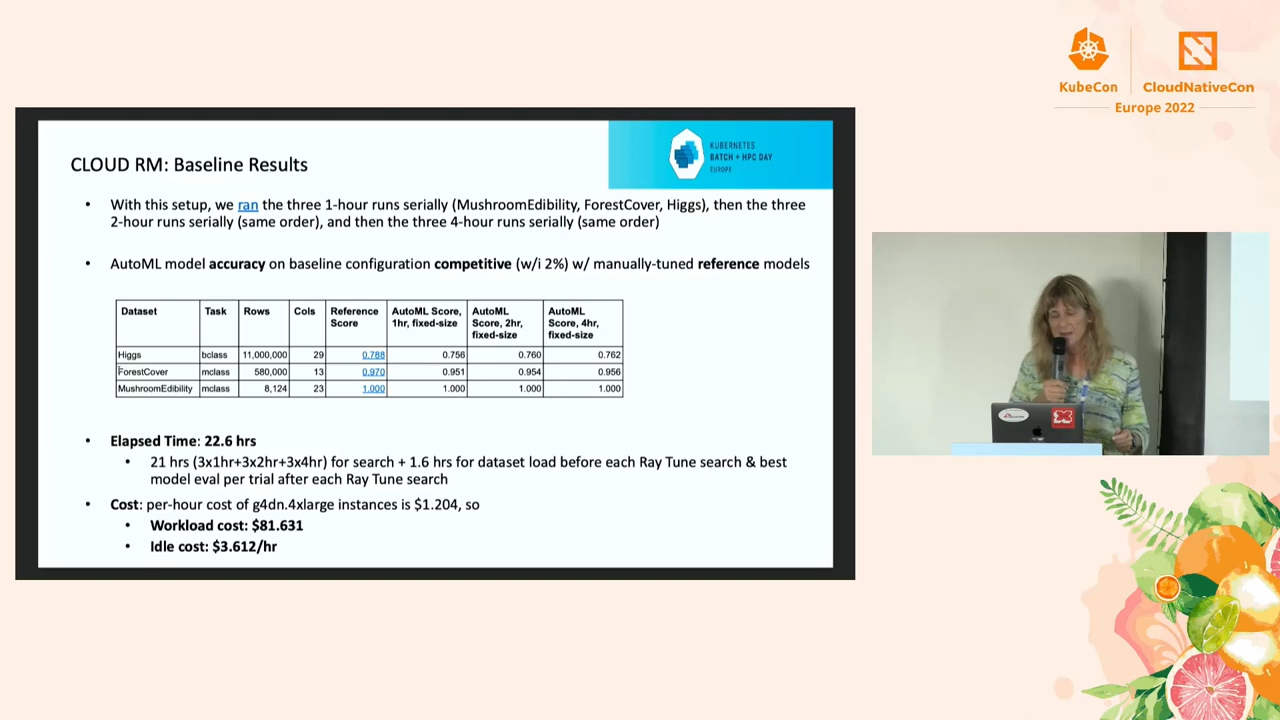 KubeCon
CloudNativeCon
Europe 2022
KUBERNETES
BATCH + HPC DAY
EUROPE
CLOUD RM: Baseline Results
• With this setup, we ran the three 1-hour runs serially (MushroomEdibility, ForestCover, Higgs), then the three
2-hour runs serially (same order), and then the three 4-hour runs serially (same order)
• AutoML model accuracy on baseline configuration competitive (w/i 2%) w/ manually-tuned reference models
Dataset Task Rows Cols Reference Score AutoML Score, 1hr, fixed-size AutoML Score, 2hr, fixed-size AutoML Score, 4hr, fixed-size
Higgs bclass 11,000,000 29 0.788 0.756 0.760 0.762
ForestCover mclass 580,000 13 0.970 0.951 0.954 0.956
MushroomEdibility mclass 8,124 23 1.000 1.000 1.000 1.000
• Elapsed Time: 22.6 hrs
• 21 hrs (3x1hr+3x2hr+3x4hr) for search + 1.6 hrs for dataset load before each Ray Tune search & best
model eval per trial after each Ray Tune search
• Cost: per-hour cost of g4dn.4xlarge instances is $1.204, so
• Workload cost: $81.631
• Idle cost: $3.612/hr